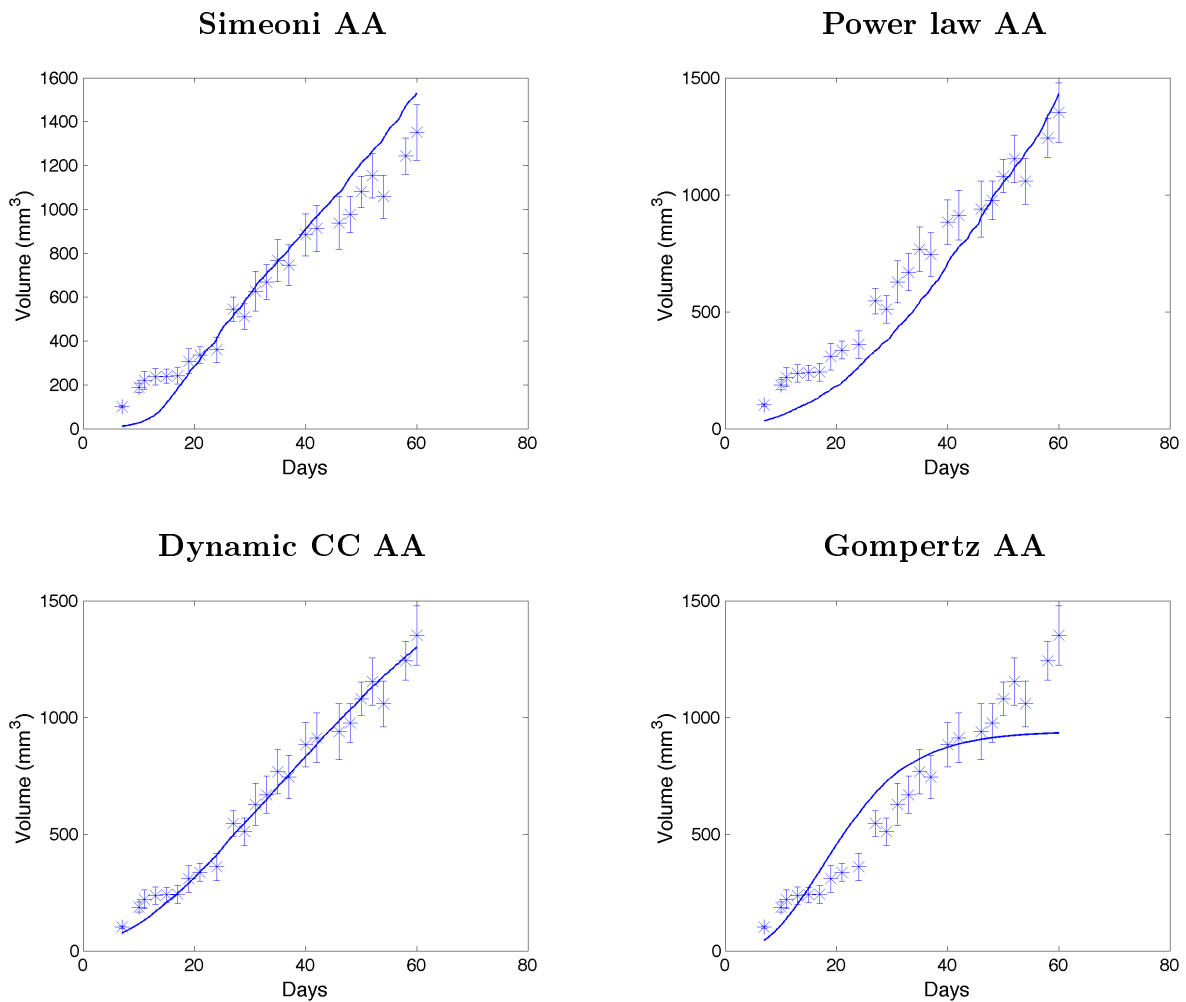 Simeoni AA
Power law AA
1600
1400
1200
1000
800
600
400
200
0
Volume (mm³)
0 20 40 60 80
Days
1500
1000
500
0
Volume (mm³)
0 20 40 60 80
Days
Dynamic CC AA
Gompertz AA
1500
1000
500
0
Volume (mm³)
0 20 40 60 80
Days
1500
1000
500
0
Volume (mm³)
0 20 40 60 80
Days